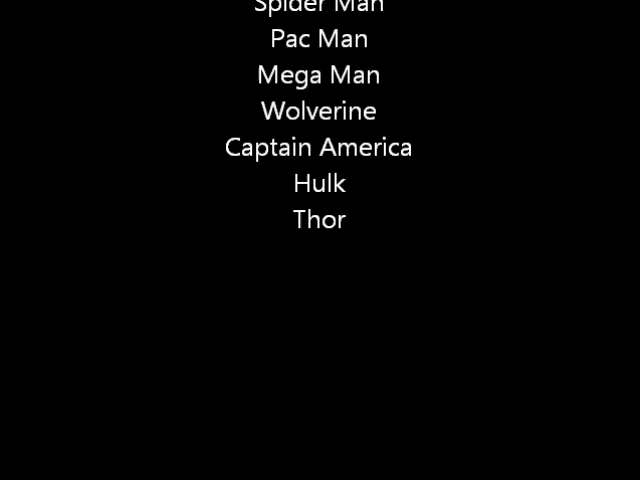 Spider Man
Pac Man
Mega Man
Wolverine
Captain America
Hulk
Thor